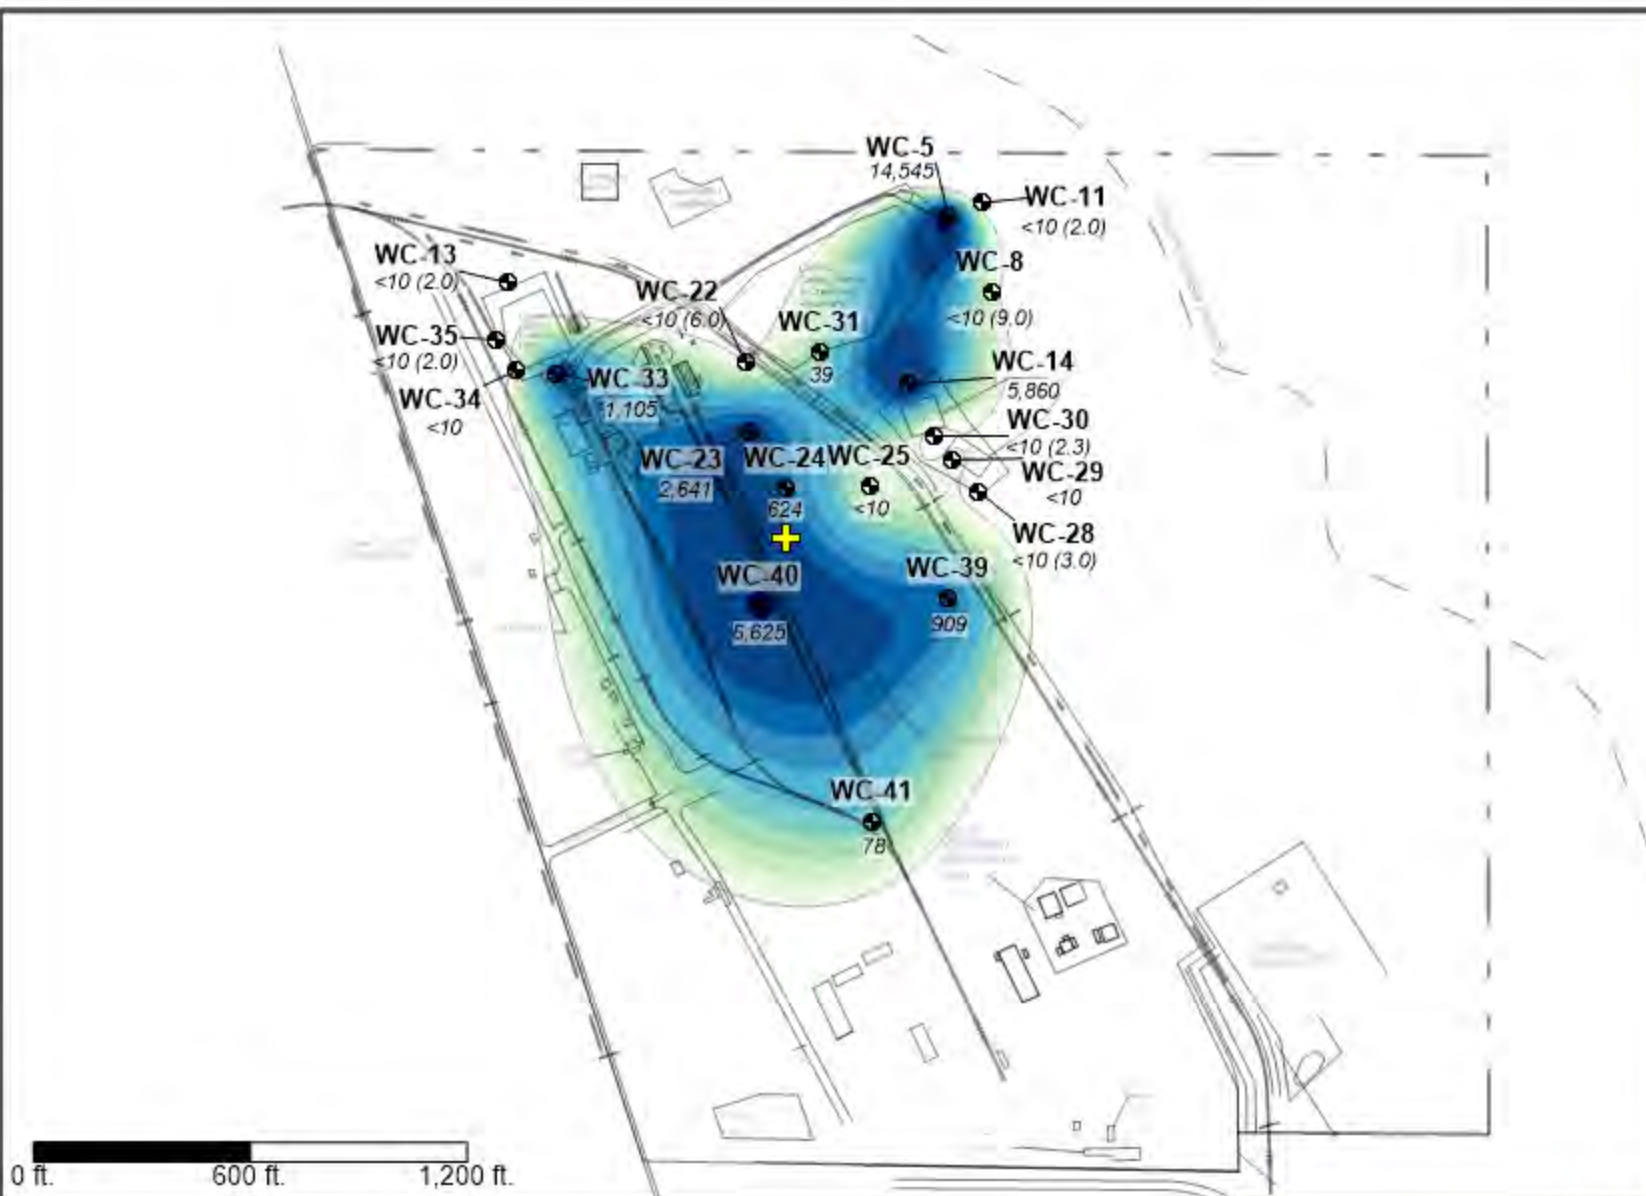 WC-5
14,545
WC-11
<10 (2.0)
WC-13
<10 (2.0)
WC-8
<10 (9.0)
WC-22
<10 (6.0)
WC-31
39
WC-35
<10 (2.0)
WC-14
5,860
WC-33
1,105
WC-34
<10
WC-30
<10 (2.3)
WC-23
2,641
WC-24
624
WC-25
<10
WC-29
<10
WC-28
<10 (3.0)
WC-40
6,625
WC-39
909
WC-41
78
0 ft.
600 ft.
1,200 ft.